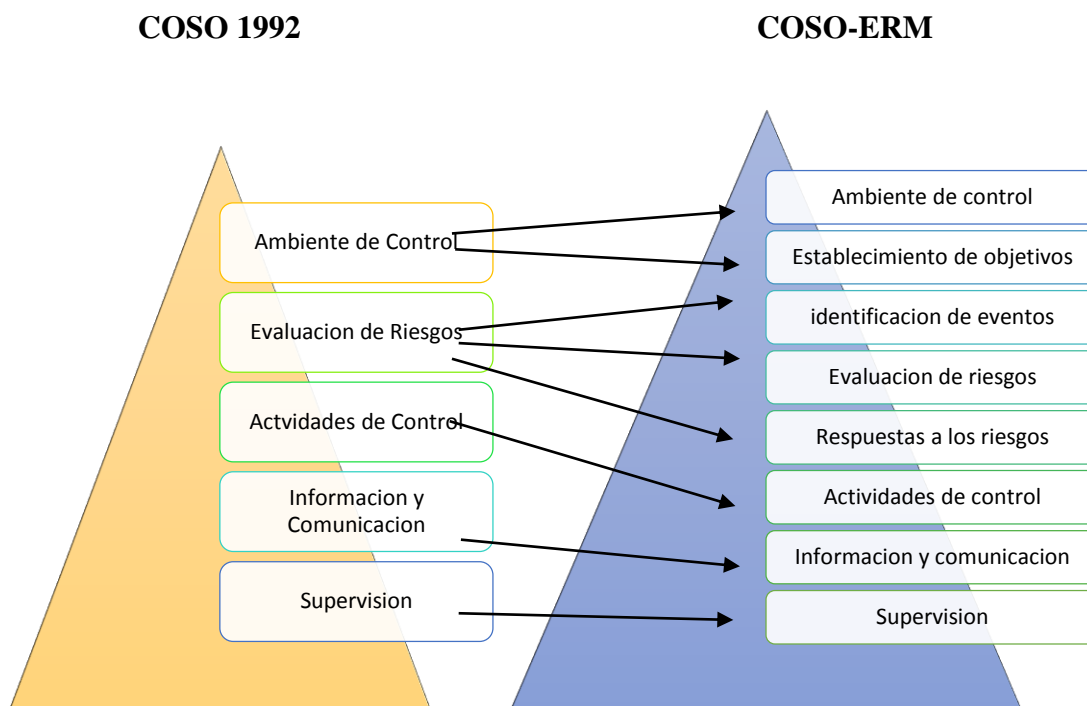 COSO 1992
COSO-ERM
Ambiente de Control
Evaluacion de Riesgos
Actvidades de Control
Informacion y
Comunicacion
Supervision
Ambiente de control
Establecimiento de objetivos
identificacion de eventos
Evaluacion de riesgos
Respuestas a los riesgos
Actividades de control
Informacion y comunicacion
Supervision